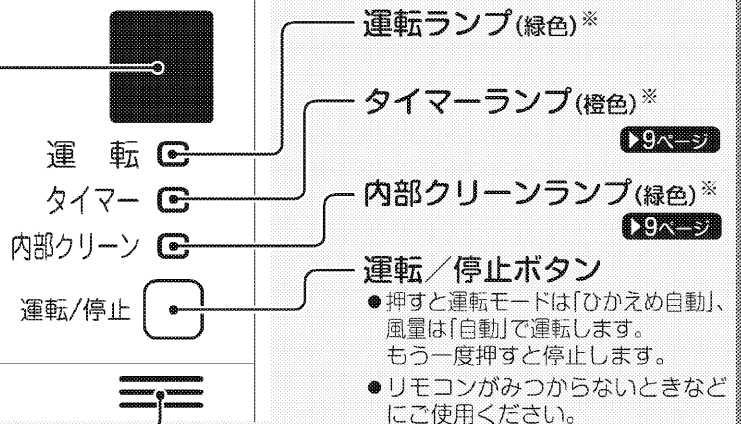 運転ランプ(緑色)※
タイマーランプ(橙色)※
▶9ページ
内部クリーンランプ(緑色)※
▶9ページ
運転／停止ボタン
●押すと運転モードは｢ひかえめ自動｣、
風量は｢自動｣で運転します。
もう一度押すと停止します。
●リモコンがみつからないときなど
にご使用ください。
運　転
タイマー
内部クリーン
運転/停止